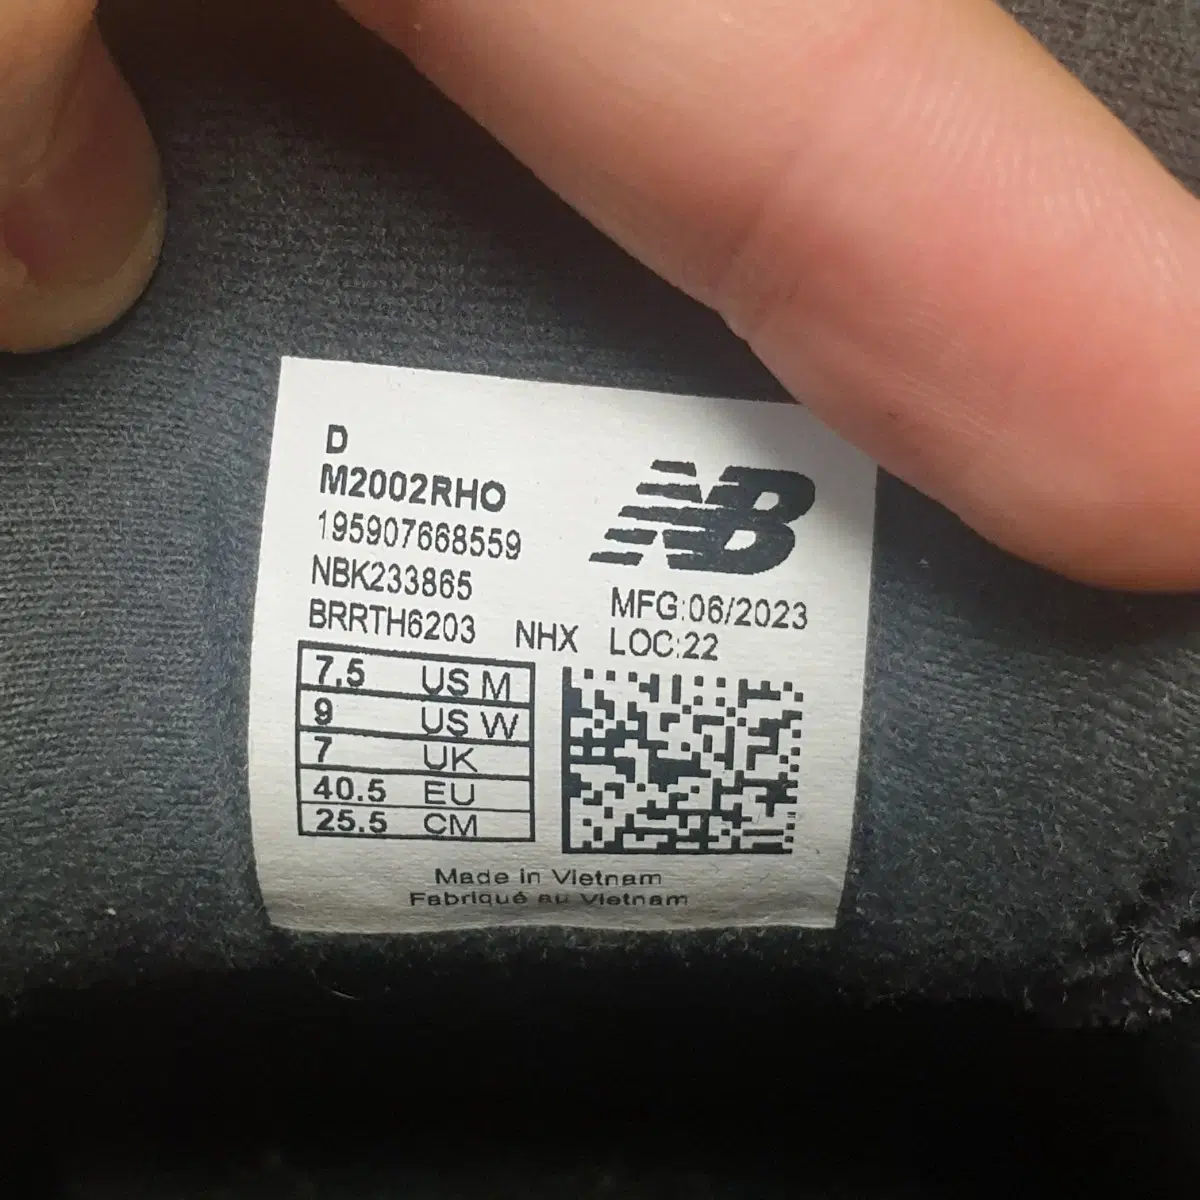 D
M2002RHO
195907668559
NBK233865
BRRTH6203 NHX
NB
MFG:06/2023
LOC:22
7.5 US M
9 US W
7 UK
40.5 EU
25.5 CM
Made in Vietnam
Fabriqué au Vietnam